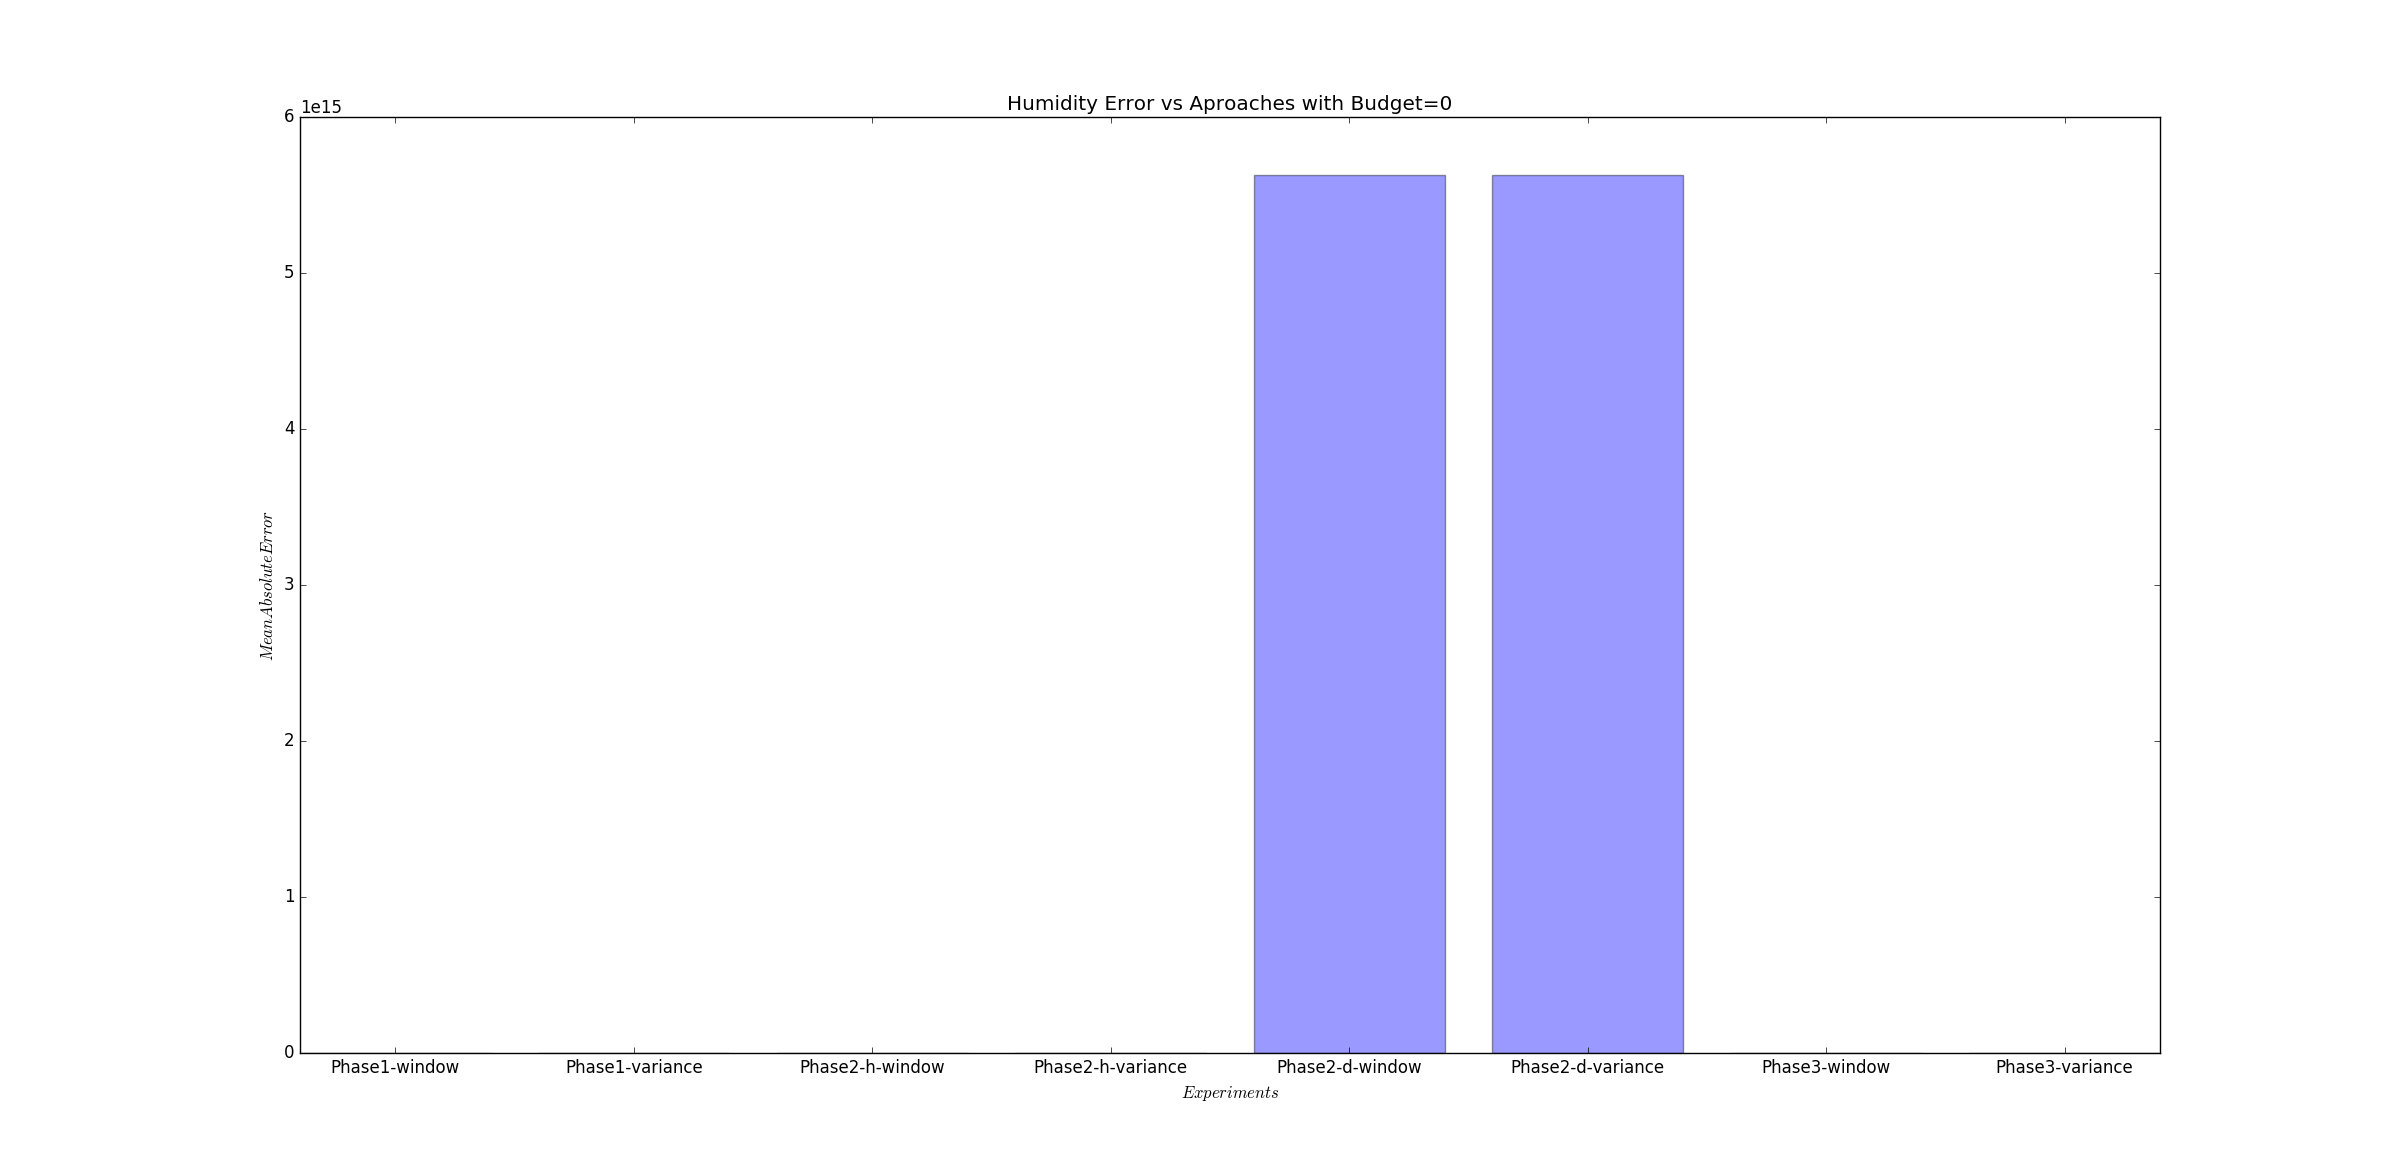 Humidity Error vs Aproaches with Budget=0
1e15
6
5
4
3
2
1
0
MeanAbsoluteError
Phase1-window Phase1-variance Phase2-h-window Phase2-h-variance Phase2-d-window Phase2-d-variance Phase3-window Phase3-variance
Experiments